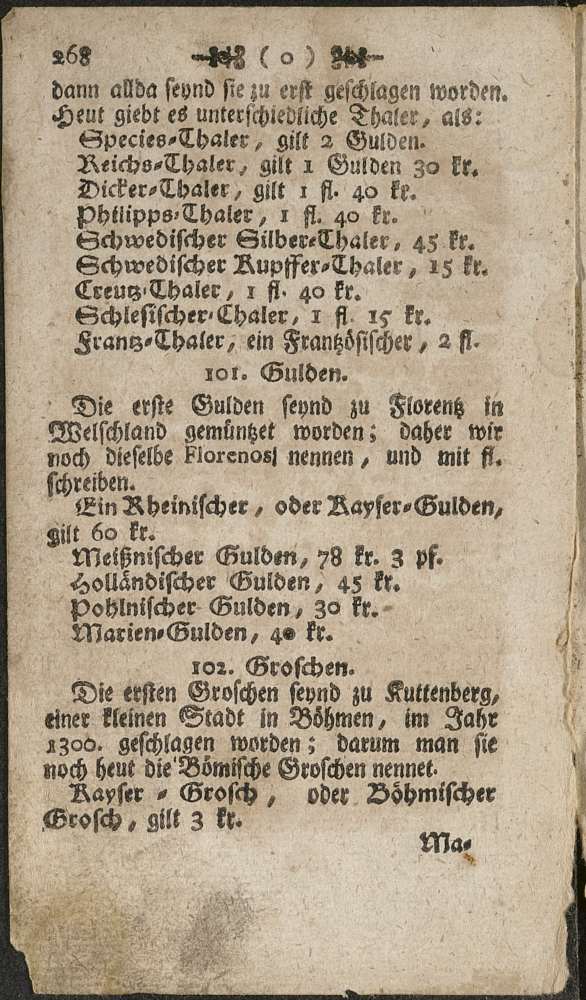 268 ( o )
dann allda seynd sie zu erst geschlagen worden.
Heut giebt es unterschiedliche Thaler, als:
Species-Thaler, gilt 2 Gulden.
Reichs-Thaler, gilt 1 Gulden 30 kr.
Dicker-Thaler, gilt 1 fl. 40 kr.
Philipps-Thaler, 1 fl. 40 kr.
Schwedischer Silber-Thaler, 45 kr.
Schwedischer Kupffer-Thaler, 15 kr.
Creutz-Thaler, 1 fl. 40 kr.
Schlesischer-Thaler, 1 fl. 15 kr.
Frantz-Thaler, ein Frantzösischer, 2 fl.
101. Gulden.
Die erste Gulden seynd zu Florentz in
Welschland gemüntzet worden; daher wir
noch dieselbe Florenos, nennen, und mit fl.
schreiben.
Ein Rheinischer, oder Kayser-Gulden,
gilt 60 kr.
Meißnischer Gulden, 78 kr. 3 pf.
Holländischer Gulden, 45 kr.
Pohlnischer Gulden, 30 kr.
Marien-Gulden, 40 kr.
102. Groschen.
Die ersten Groschen seynd zu Kuttenberg,
einer kleinen Stadt in Böhmen, im Jahr
1300. geschlagen worden; darum man sie
noch heut die Bömische Groschen nennet.
Kayser-Grosch, oder Böhmischer
Grosch, gilt 3 kr.
Ma-